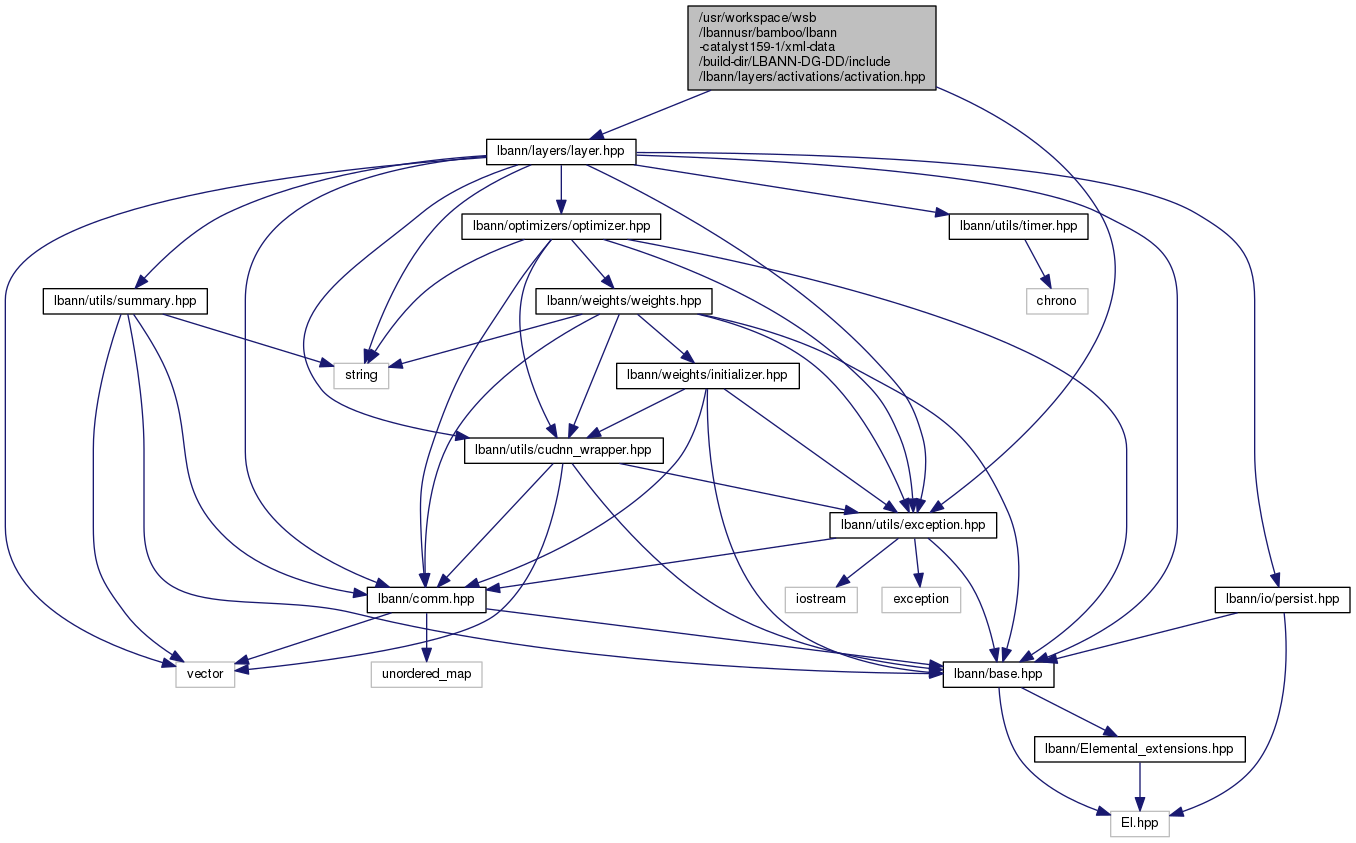 /usr/workspace/wsb
/lbannusr/bamboo/lbann
-catalyst159-1/xml-data
/build-dir/LBANN-DG-DD/include
/lbann/layers/activations/activation.hpp
lbann/layers/layer.hpp
lbann/optimizers/optimizer.hpp
lbann/utils/timer.hpp
lbann/utils/summary.hpp
lbann/weights/weights.hpp
chrono
string
lbann/weights/initializer.hpp
lbann/utils/cudnn_wrapper.hpp
lbann/utils/exception.hpp
lbann/comm.hpp
iostream
exception
lbann/io/persist.hpp
vector
unordered_map
lbann/base.hpp
lbann/Elemental_extensions.hpp
El.hpp